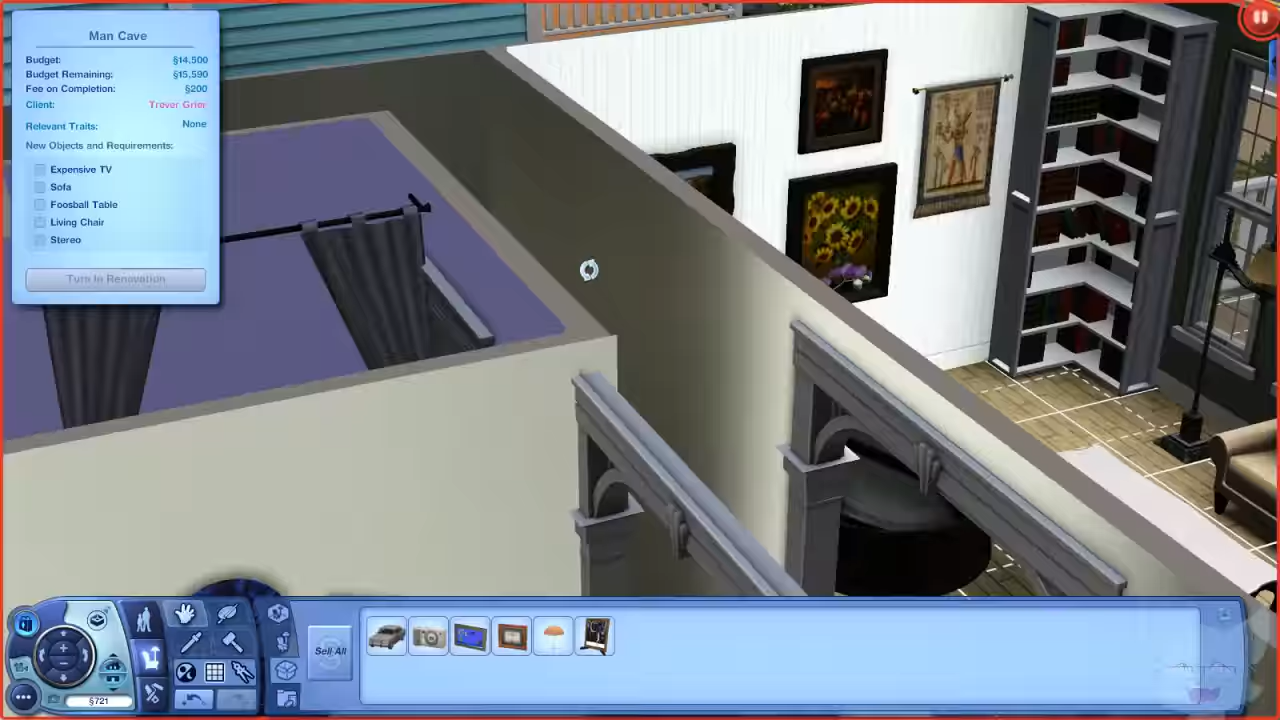 Man Cave
Budget: §14,500
Budget Remaining: §15,590
Fee on Completion: §200
Client: Trever Grier
Relevant Traits: None
New Objects and Requirements:
Expensive TV
Sofa
Foosball Table
Living Chair
Stereo
Turn In Renovation
Sell All
§721